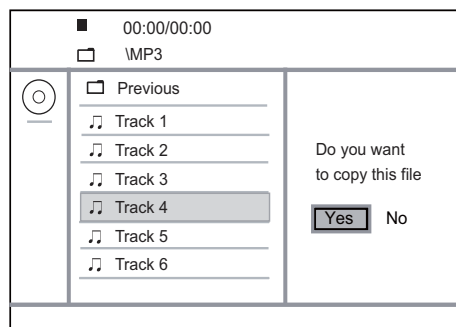 00:00/00:00
\MP3
Previous
Track 1
Track 2
Track 3
Track 4
Track 5
Track 6
Do you want
to copy this file
Yes No